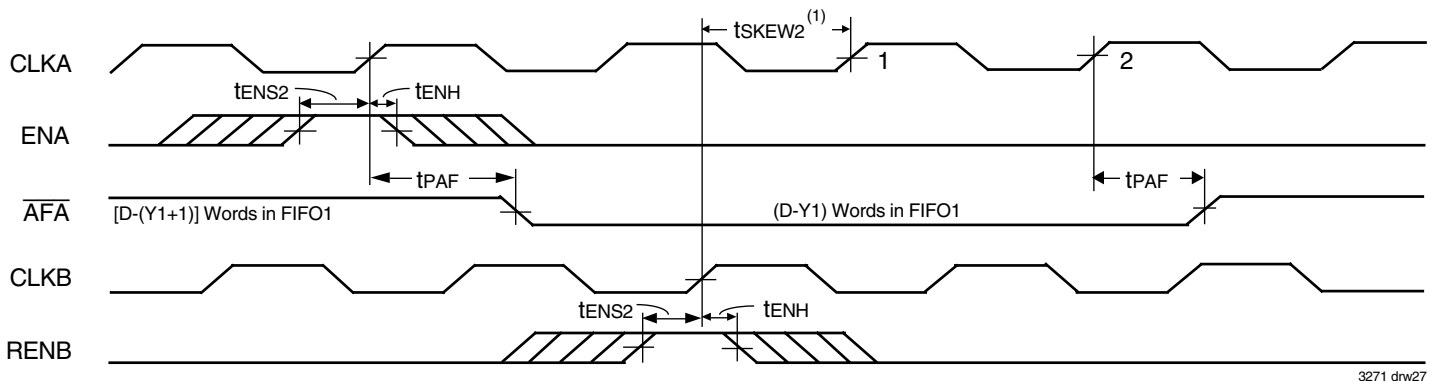 tSKEW2 (1)
CLKA
1
2
tENS2
tENH
ENA
tPAF
tPAF
AFA
[D-(Y1+1)] Words in FIFO1
(D-Y1) Words in FIFO1
CLKB
tENS2
tENH
RENB
3271 drw27